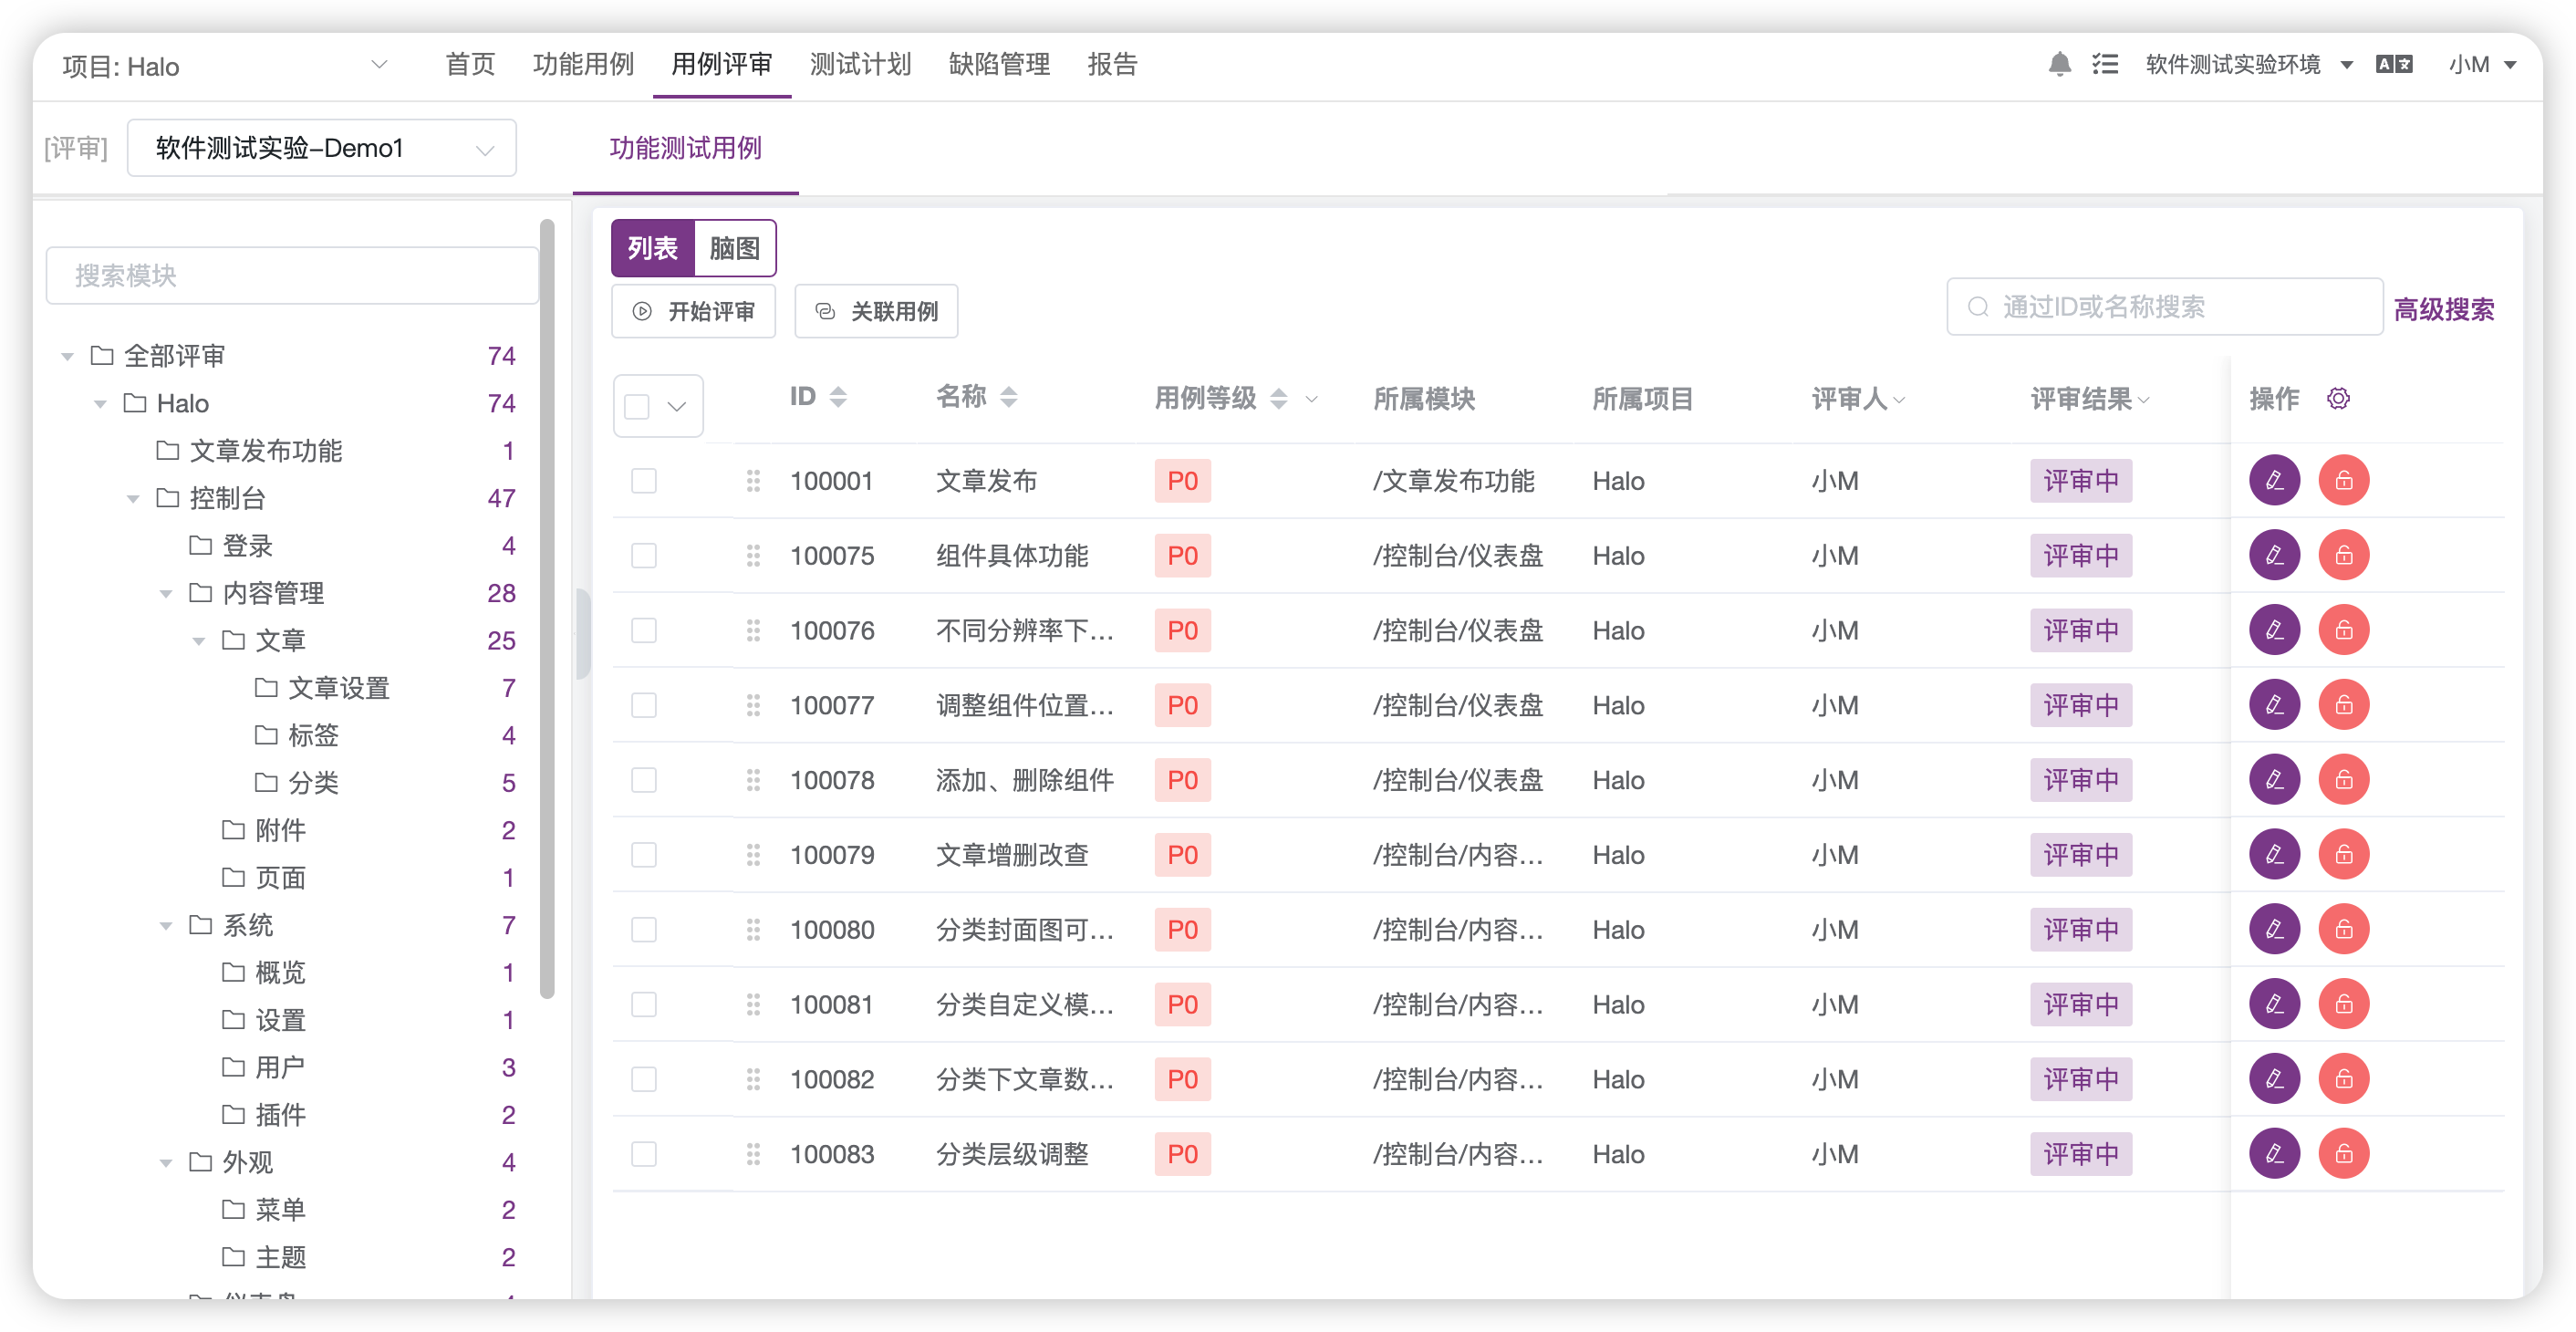 项目: Halo 首页 功能用例 用例评审 测试计划 缺陷管理 报告 软件测试实验环境 小M
[评审] 软件测试实验-Demo1 功能测试用例
搜索模块
全部评审 74
Halo 74
文章发布功能 1
控制台 47
登录 4
内容管理 28
文章 25
文章设置 7
标签 4
分类 5
附件 2
页面 1
系统 7
概览 1
设置 1
用户 3
插件 2
外观 4
菜单 2
主题 2
列表 脑图
开始评审 关联用例 通过ID或名称搜索 高级搜索
ID 名称 用例等级 所属模块 所属项目 评审人 评审结果 操作
100001 文章发布 P0 /文章发布功能 Halo 小M 评审中
100075 组件具体功能 P0 /控制台/仪表盘 Halo 小M 评审中
100076 不同分辨率下... P0 /控制台/仪表盘 Halo 小M 评审中
100077 调整组件位置... P0 /控制台/仪表盘 Halo 小M 评审中
100078 添加、删除组件 P0 /控制台/仪表盘 Halo 小M 评审中
100079 文章增删改查 P0 /控制台/内容... Halo 小M 评审中
100080 分类封面图可... P0 /控制台/内容... Halo 小M 评审中
100081 分类自定义模... P0 /控制台/内容... Halo 小M 评审中
100082 分类下文章数... P0 /控制台/内容... Halo 小M 评审中
100083 分类层级调整 P0 /控制台/内容... Halo 小M 评审中